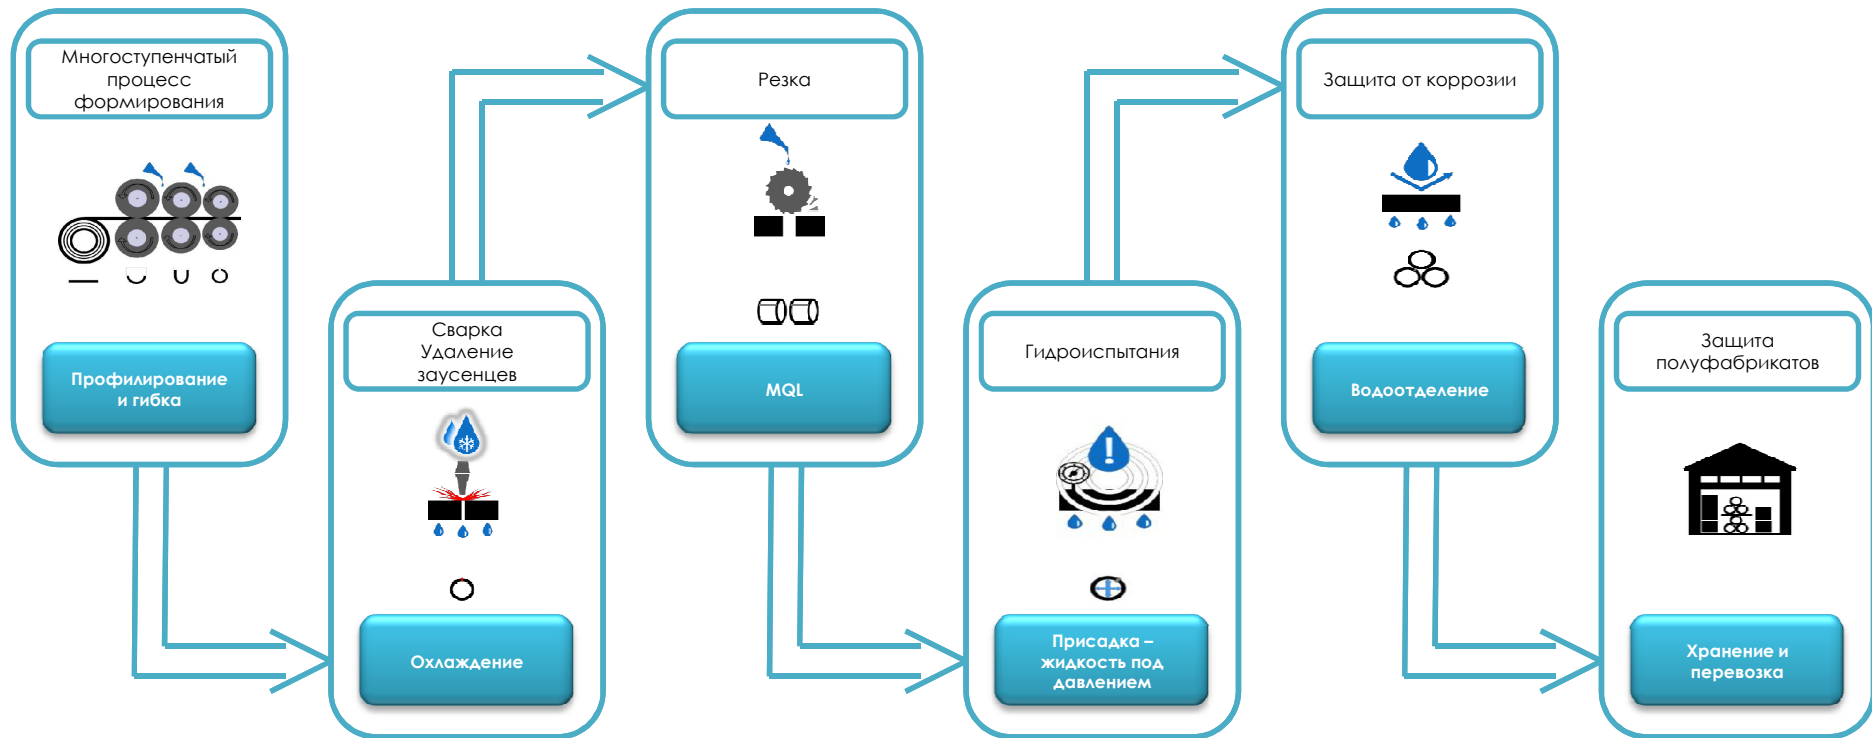 Многоступенчатый
процесс
формирования
Профилирование
и гибка
Сварка
Удаление
заусенцев
Охлаждение
Резка
MQL
Гидроиспытания
Присадка –
жидкость под
давлением
Защита от коррозии
Водоотделение
Защита
полуфабрикатов
Хранение и
перевозка